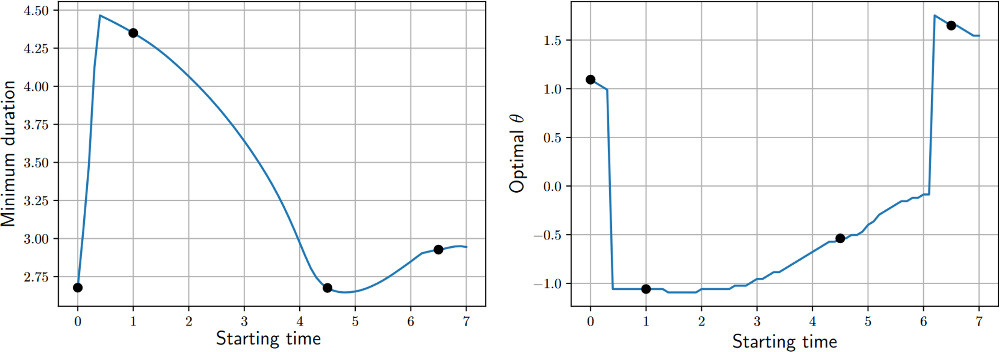 Minimum duration
4.50
4.25
4.00
3.75
3.50
3.25
3.00
2.75
0 1 2 3 4 5 6 7
Starting time
Optimal θ
1.5
1.0
0.5
0.0
−0.5
−1.0
0 1 2 3 4 5 6 7
Starting time